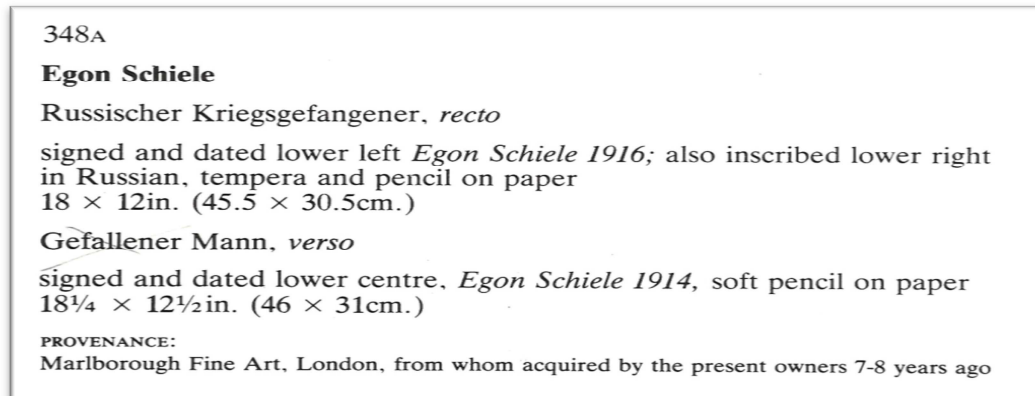 348A
Egon Schiele
Russischer Kriegsgefangener, recto
signed and dated lower left Egon Schiele 1916; also inscribed lower right
in Russian, tempera and pencil on paper
18 × 12in. (45.5 × 30.5cm.)
Gefallener Mann, verso
signed and dated lower centre, Egon Schiele 1914, soft pencil on paper
18¼ × 12½in. (46 × 31cm.)
PROVENANCE:
Marlborough Fine Art, London, from whom acquired by the present owners 7-8 years ago